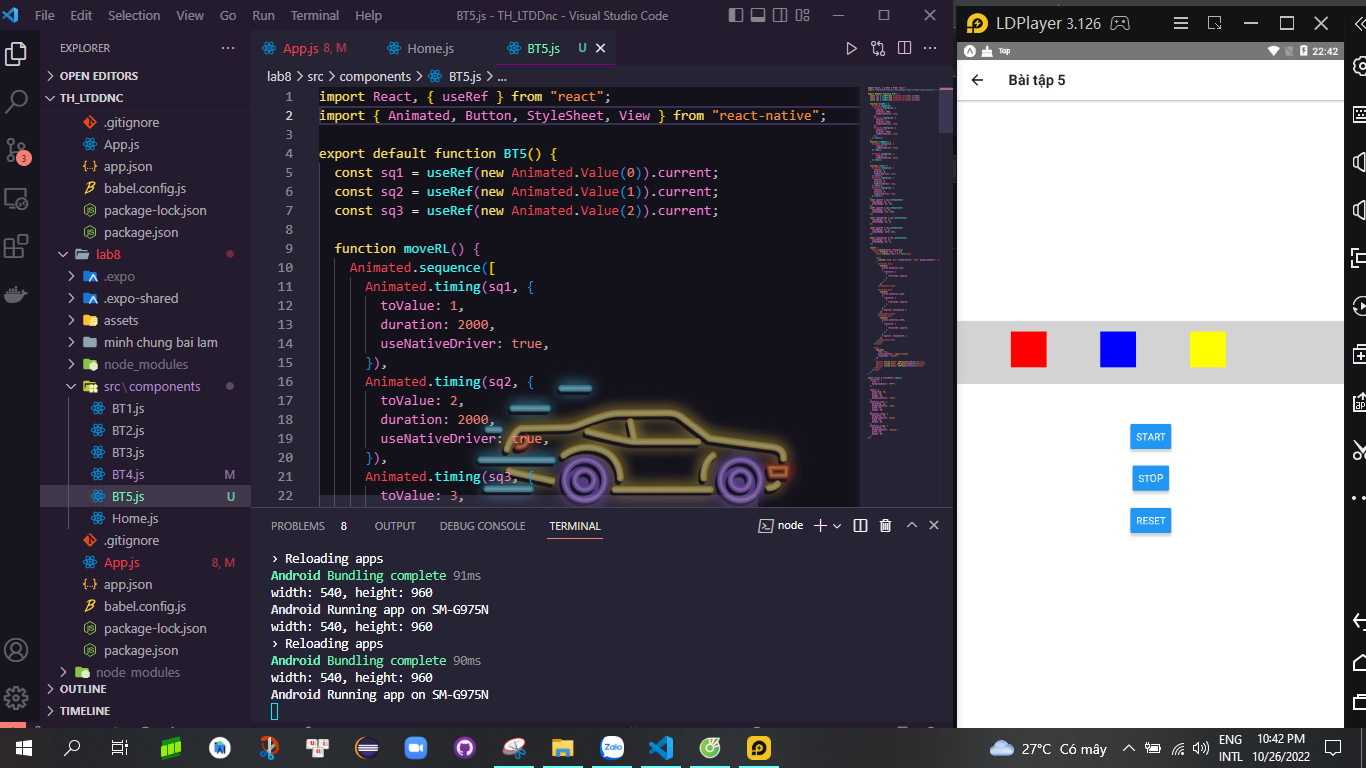 File Edit Selection View Go Run Terminal Help
BT5.js - TH_LTDDnc - Visual Studio Code
EXPLORER
OPEN EDITORS
TH_LTDDNC
.gitignore
App.js
app.json
babel.config.js
package-lock.json
package.json
lab8
.expo
.expo-shared
assets
minh chung bai lam
node_modules
src\components
BT1.js
BT2.js
BT3.js
BT4.js M
BT5.js U
Home.js
.gitignore
App.js 8, M
app.json
babel.config.js
package-lock.json
package.json
node_modules
OUTLINE
TIMELINE
3
App.js 8, M
Home.js
BT5.js U
lab8 > src > components > BT5.js > ...
1 import React, { useRef } from "react";
2 import { Animated, Button, StyleSheet, View } from "react-native";
3
4 export default function BT5() {
5 const sq1 = useRef(new Animated.Value(0)).current;
6 const sq2 = useRef(new Animated.Value(1)).current;
7 const sq3 = useRef(new Animated.Value(2)).current;
8
9 function moveRL() {
10 Animated.sequence([
11 Animated.timing(sq1, {
12 toValue: 1,
13 duration: 2000,
14 useNativeDriver: true,
15 }),
16 Animated.timing(sq2, {
17 toValue: 2,
18 duration: 2000,
19 useNativeDriver: true,
20 }),
21 Animated.timing(sq3, {
22 toValue: 3,
PROBLEMS 8 OUTPUT DEBUG CONSOLE TERMINAL
node
› Reloading apps
Android Bundling complete 91ms
width: 540, height: 960
Android Running app on SM-G975N
width: 540, height: 960
› Reloading apps
Android Bundling complete 90ms
width: 540, height: 960
Android Running app on SM-G975N
LDPlayer 3.126
Tap
22:42
Bài tập 5
START
STOP
RESET
Zalo
27°C Có mây
ENG
INTL
10:42 PM
10/26/2022